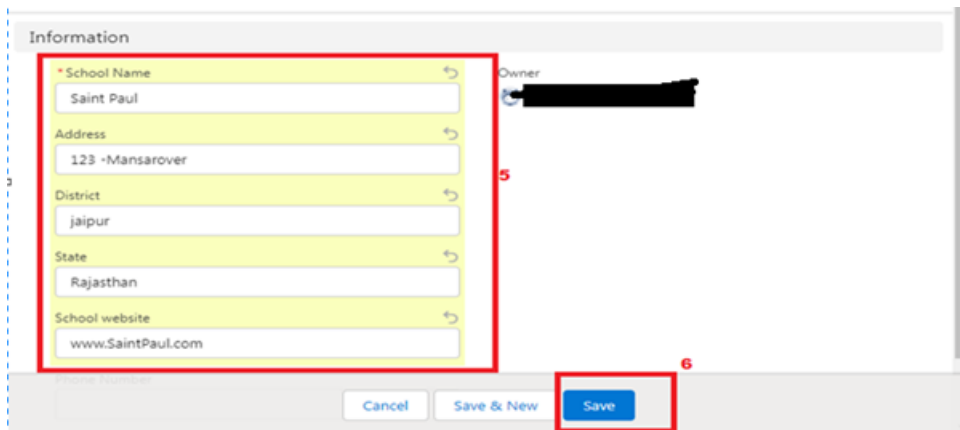 Information
*School Name
Saint Paul
Owner
Address
123 -Mansarover
5
District
jaipur
State
Rajasthan
School website
www.SaintPaul.com
6
Phone Number
Cancel Save & New Save